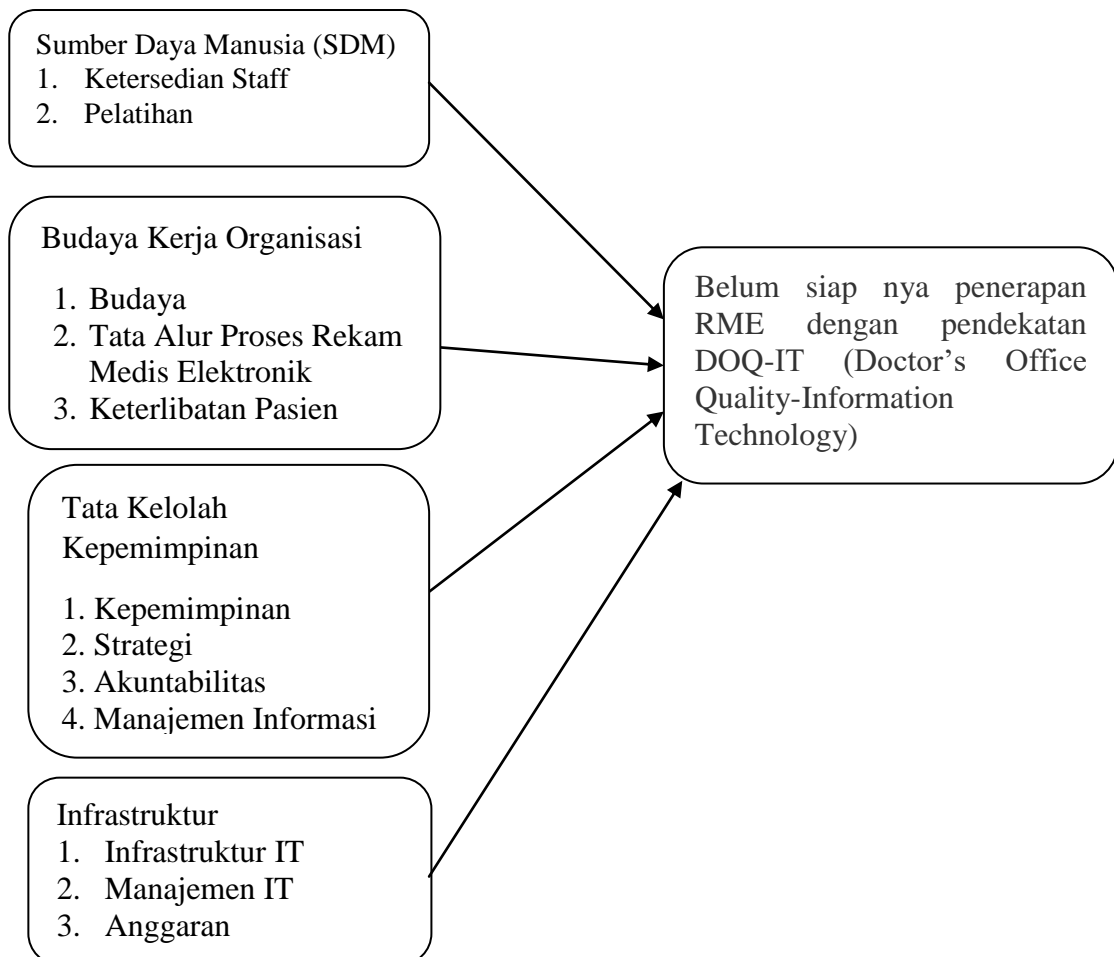 Sumber Daya Manusia (SDM)
1. Ketersedian Staff
2. Pelatihan
Budaya Kerja Organisasi
1. Budaya
2. Tata Alur Proses Rekam
Medis Elektronik
3. Keterlibatan Pasien
Tata Kelolah
Kepemimpinan
1. Kepemimpinan
2. Strategi
3. Akuntabilitas
4. Manajemen Informasi
Infrastruktur
1. Infrastruktur IT
2. Manajemen IT
3. Anggaran
Belum siap nya penerapan
RME dengan pendekatan
DOQ-IT (Doctor’s Office
Quality-Information
Technology)